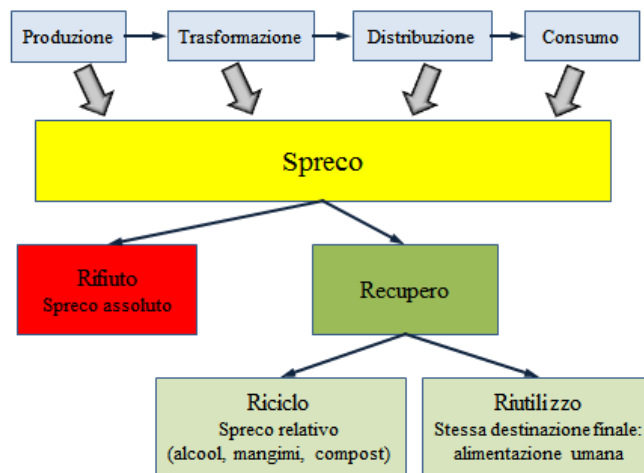 Produzione
Trasformazione
Distribuzione
Consumo
Spreco
Rifiuto
Spreco assoluto
Recupero
Riciclo
Spreco relativo
(alcool, mangimi, compost)
Riutilizzo
Stessa destinazione finale:
alimentazione umana